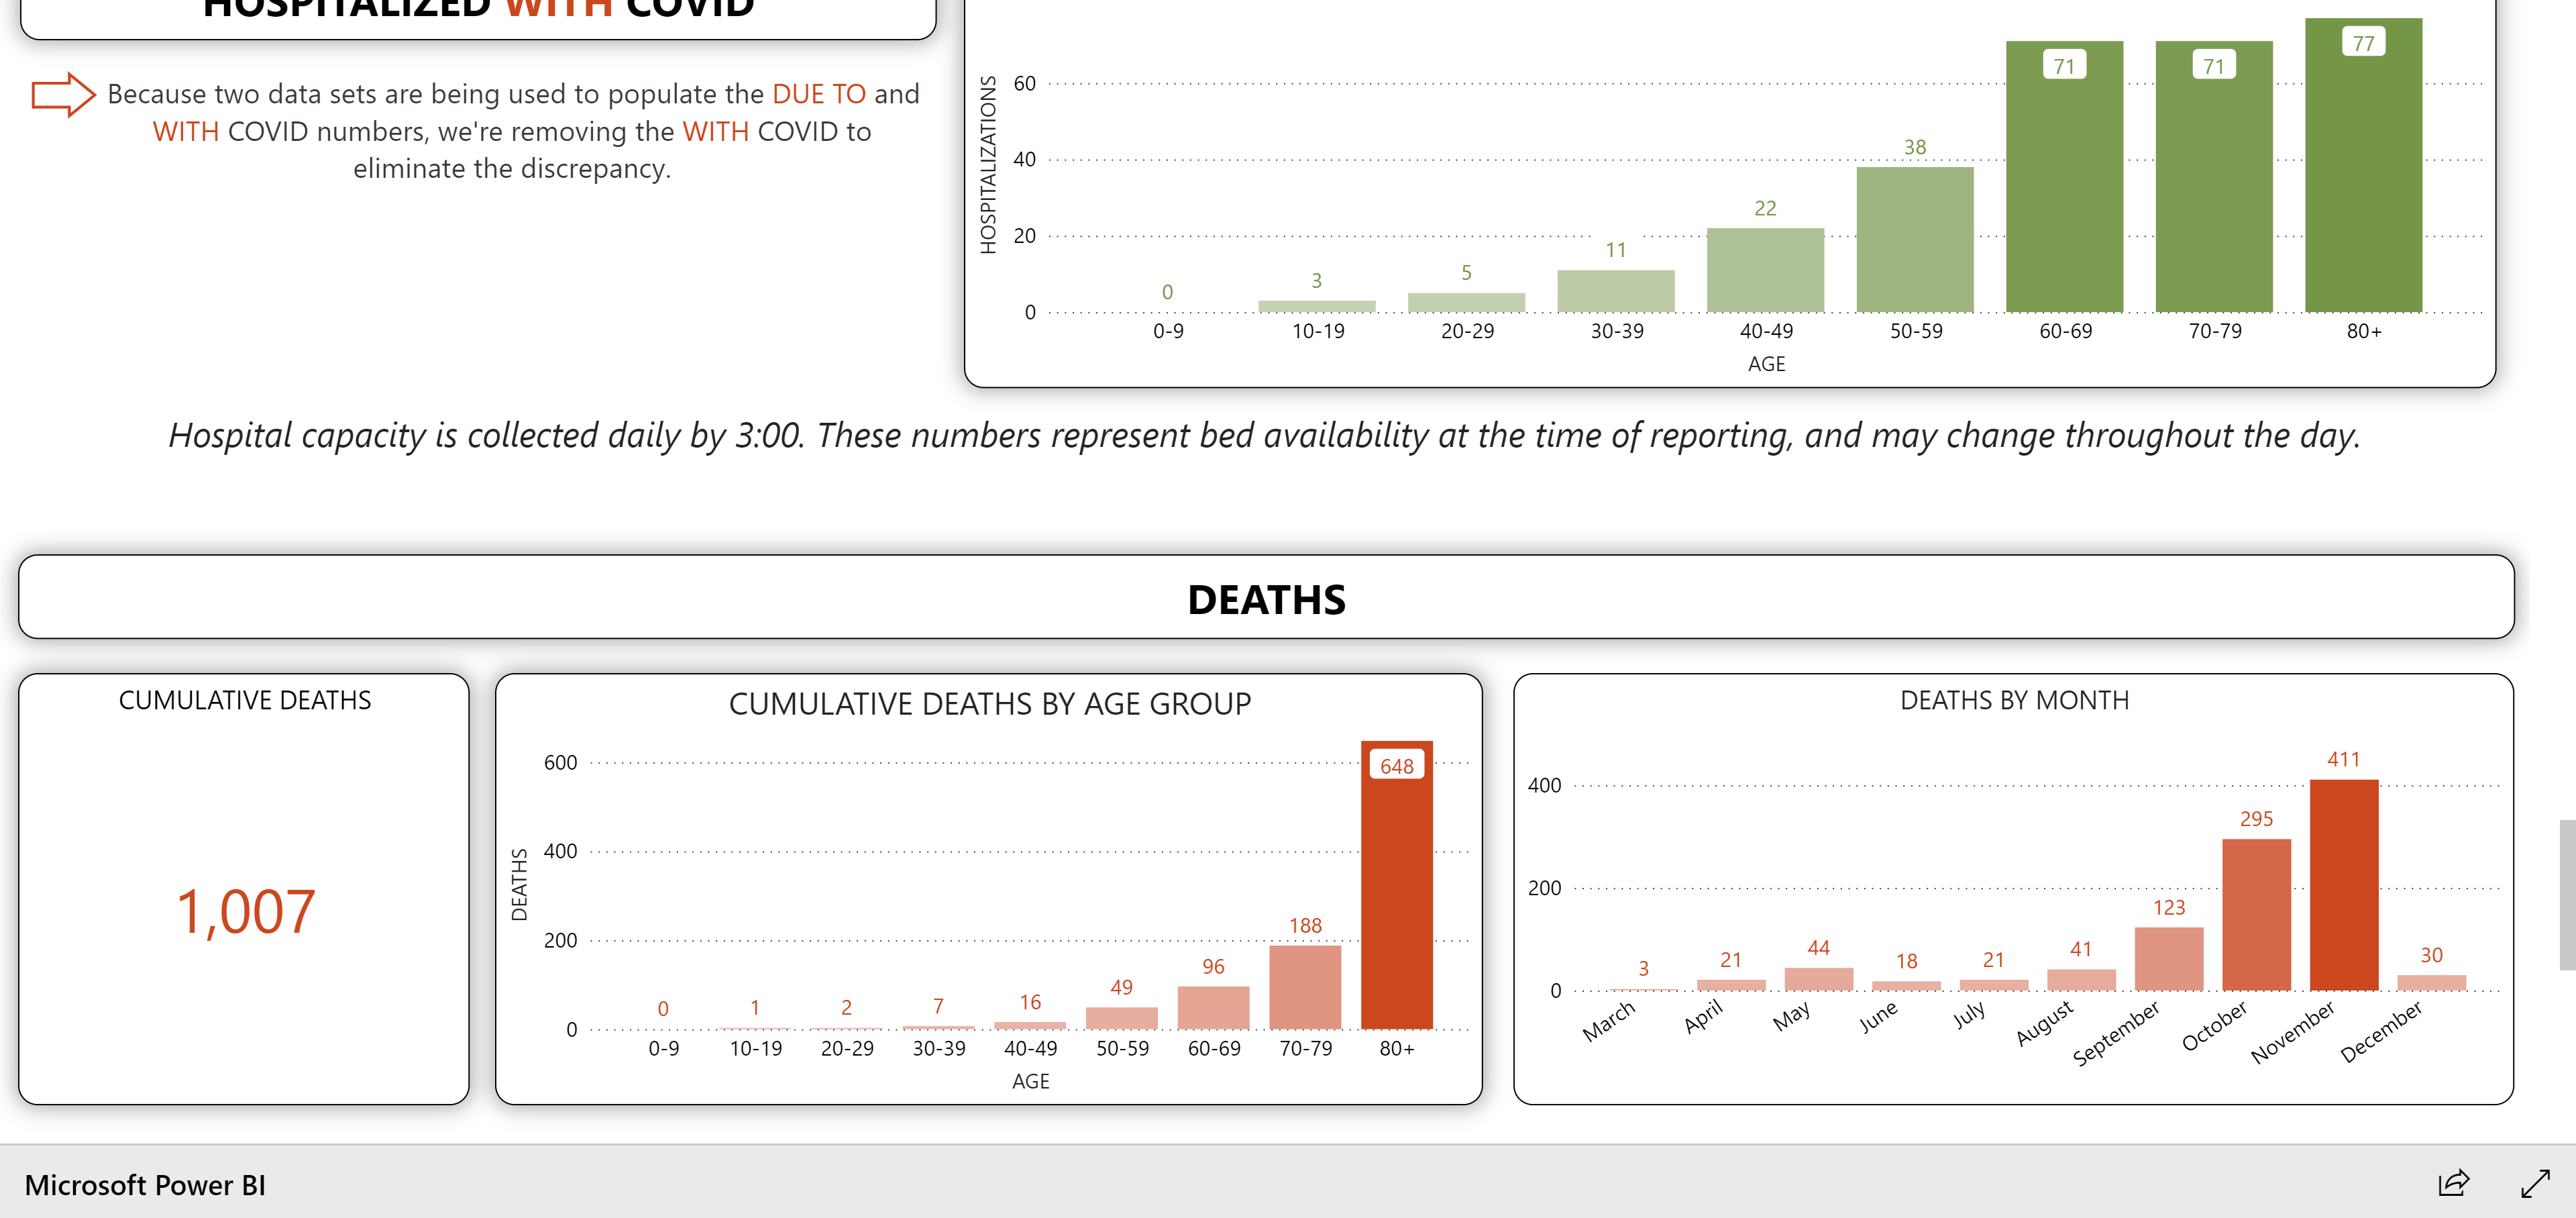 HOSPITALIZED WITH COVID
Because two data sets are being used to populate the DUE TO and
WITH COVID numbers, we're removing the WITH COVID to
eliminate the discrepancy.
HOSPITALIZATIONS
60
40
20
0
0
3
5
11
22
38
71
71
77
0-9
10-19
20-29
30-39
40-49
50-59
60-69
70-79
80+
AGE
Hospital capacity is collected daily by 3:00. These numbers represent bed availability at the time of reporting, and may change throughout the day.
DEATHS
CUMULATIVE DEATHS
1,007
CUMULATIVE DEATHS BY AGE GROUP
DEATHS
600
400
200
0
0
1
2
7
16
49
96
188
648
0-9
10-19
20-29
30-39
40-49
50-59
60-69
70-79
80+
AGE
DEATHS BY MONTH
400
200
0
3
21
44
18
21
41
123
295
411
30
March
April
May
June
July
August
September
October
November
December
Microsoft Power BI